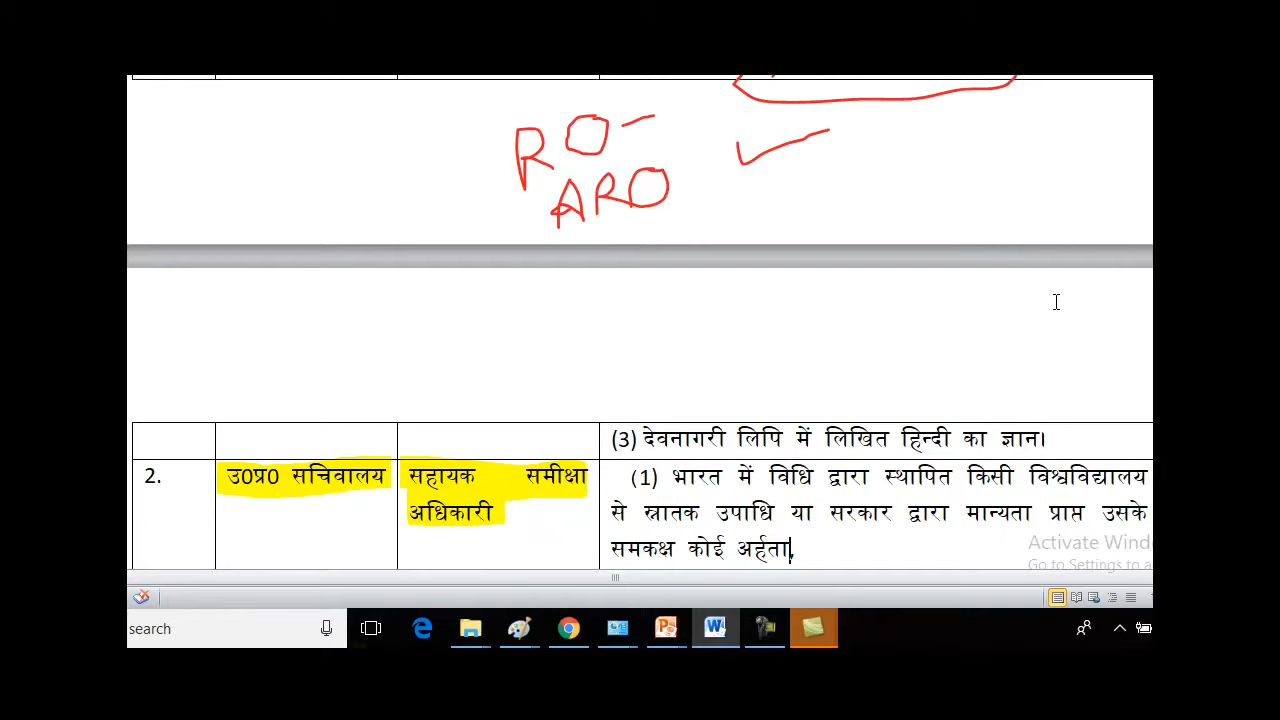 RO-
ARO
(3) देवनागरी लिपि में लिखित हिन्दी का ज्ञान।
2. उ0प्र0 सचिवालय सहायक समीक्षा (1) भारत में विधि द्वारा स्थापित किसी विश्वविद्यालय
अधिकारी से स्नातक उपाधि या सरकार द्वारा मान्यता प्राप्त उसके
समकक्ष कोई अर्हता,
Activate Wind
Go to Settings to a
search